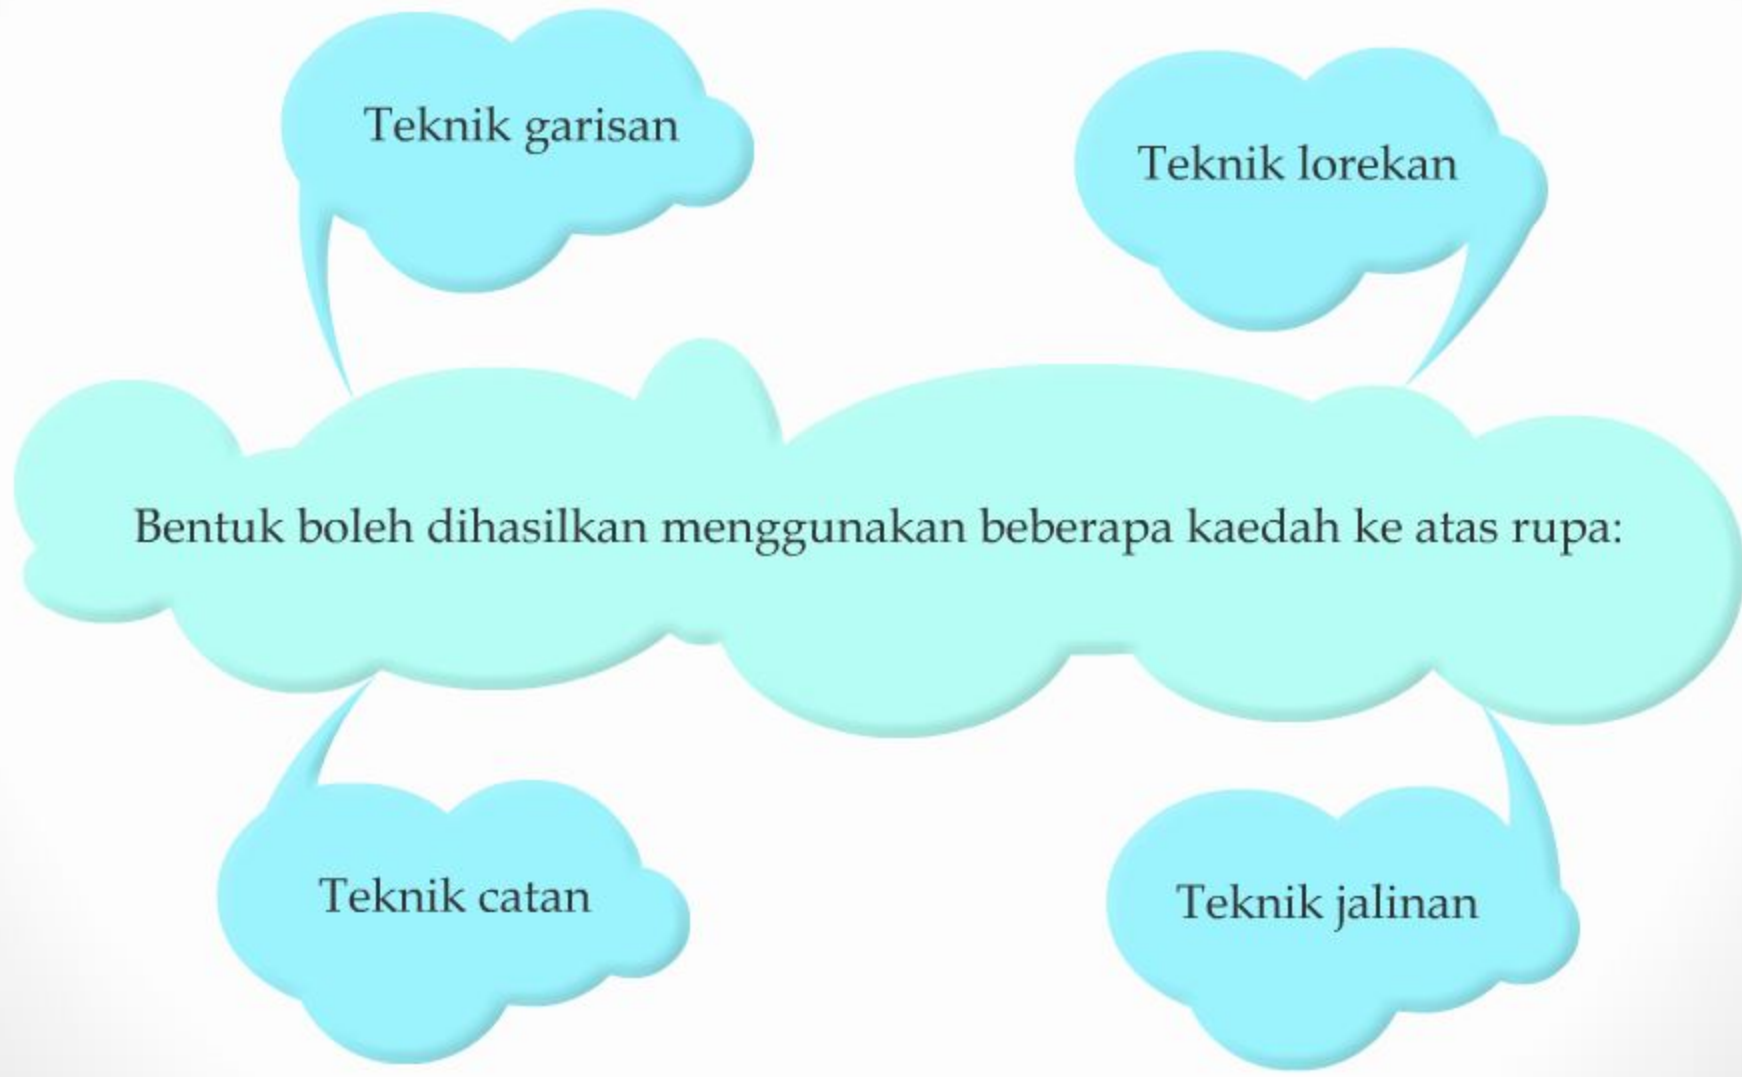 Teknik garisan
Teknik lorekan
Bentuk boleh dihasilkan menggunakan beberapa kaedah ke atas rupa:
Teknik catan
Teknik jalinan